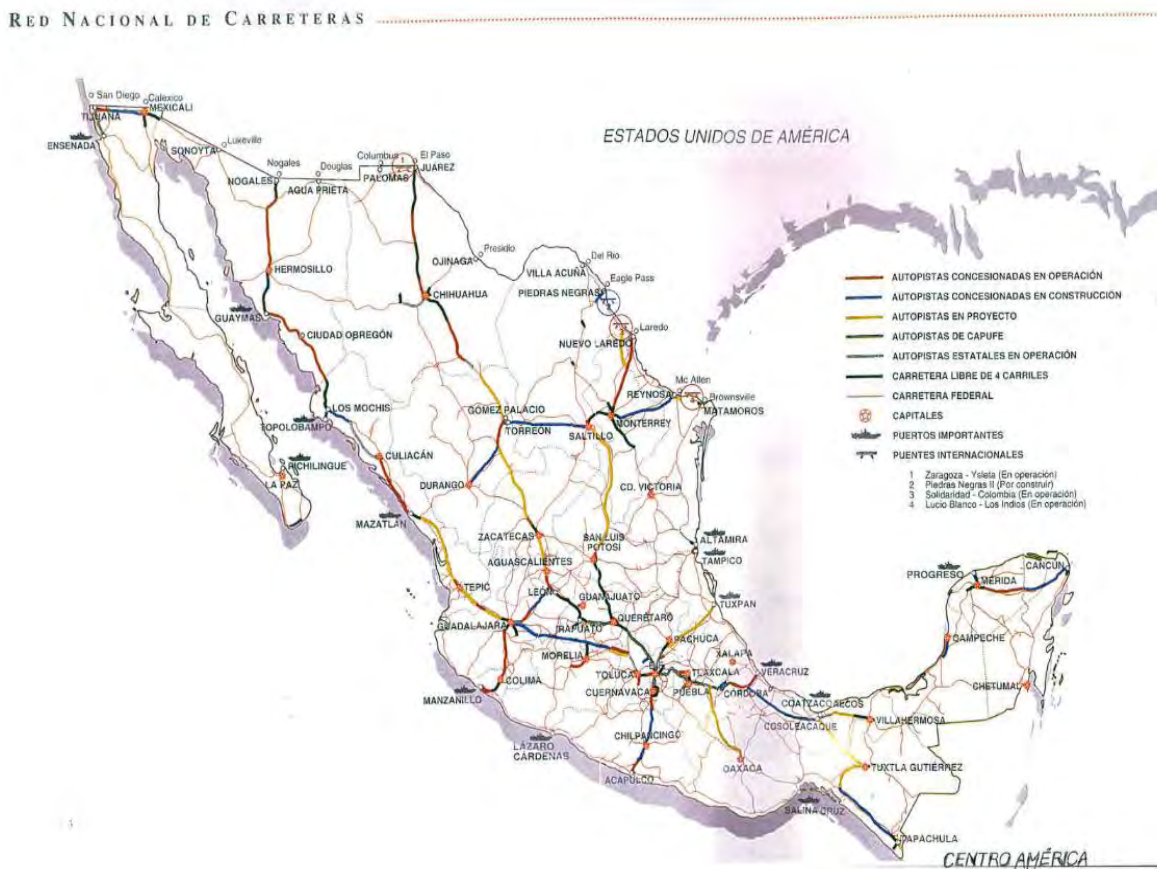 RED NACIONAL DE CARRETERAS
San Diego
Calexico
TIJUANA
MEXICALI
ENSENADA
SONOYTA
Luxeville
Nogales
NOGALES
Douglas
AGUA PRIETA
Columbus
PALOMAS
1
El Paso
JUÁREZ
ESTADOS UNIDOS DE AMÉRICA
HERMOSILLO
GUAYMAS
CIUDAD OBREGÓN
CHIHUAHUA
OJINAGA
Presidio
VILLA ACUÑA
Del Rio
Eagle Pass
PIEDRAS NEGRAS
NUEVO LAREDO
Laredo
Mc Allen
REYNOSA
Brownsville
MATAMOROS
LOS MOCHIS
TOPOLOBAMPO
GÓMEZ PALACIO
TORREÓN
SALTILLO
MONTERREY
CULIACÁN
PICHILINGUE
LA PAZ
DURANGO
CD. VICTORIA
MAZATLÁN
ZACATECAS
SAN LUIS
POTOSÍ
ALTAMIRA
TAMPICO
AGUASCALIENTES
TEPIC
LEÓN
GUANAJUATO
TUXPAN
GUADALAJARA
IRAPUATO
QUERÉTARO
PACHUCA
MORELIA
XALAPA
TOLUCA
TLAXCALA
VERACRUZ
COLIMA
CUERNAVACA
PUEBLA
CÓRDOBA
MANZANILLO
COATZACOALCOS
COSOLEACAQUE
VILLAHERMOSA
CHILPANCINGO
LÁZARO
CÁRDENAS
OAXACA
TUXTLA GUTIÉRREZ
ACAPULCO
SALINA CRUZ
TAPACHULA
CENTRO AMÉRICA
PROGRESO
MÉRIDA
CANCÚN
CAMPECHE
CHETUMAL
AUTOPISTAS CONCESIONADAS EN OPERACIÓN
AUTOPISTAS CONCESIONADAS EN CONSTRUCCIÓN
AUTOPISTAS EN PROYECTO
AUTOPISTAS DE CAPUFE
AUTOPISTAS ESTATALES EN OPERACIÓN
CARRETERA LIBRE DE 4 CARRILES
CARRETERA FEDERAL
CAPITALES
PUERTOS IMPORTANTES
PUENTES INTERNACIONALES
1 Zaragoza - Ysleta (En operación)
2 Piedras Negras II (Por construir)
3 Solidaridad - Colombia (En operación)
4 Lucio Blanco - Los Indios (En operación)